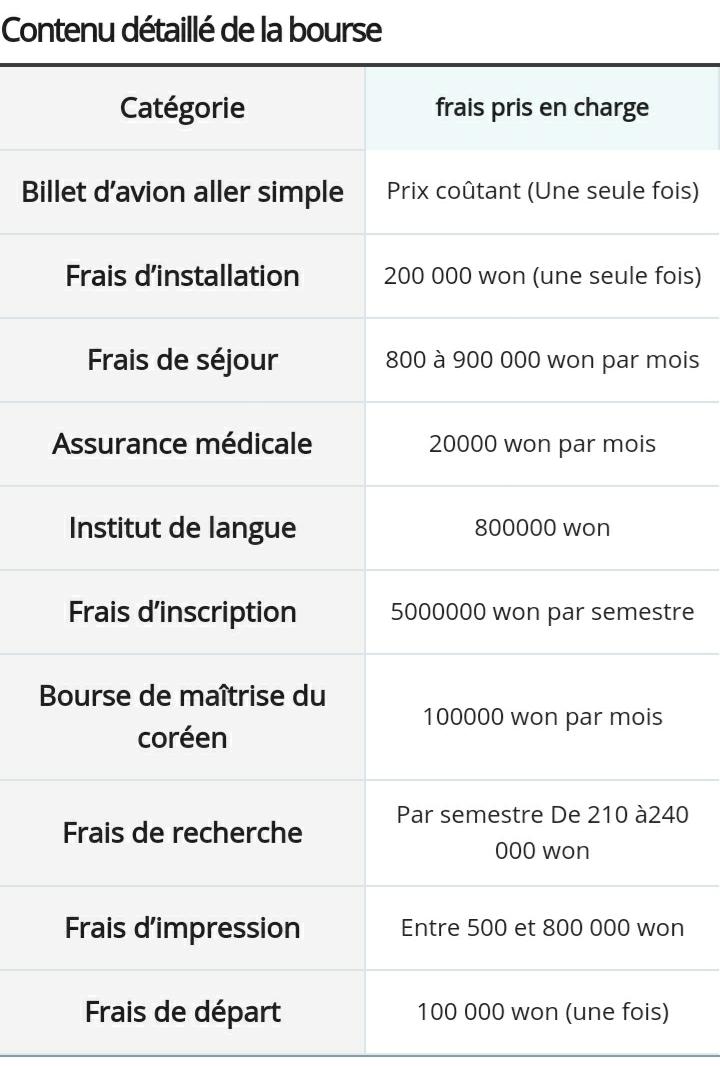 Contenu détaillé de la bourse
Catégorie
frais pris en charge
Billet d’avion aller simple
Prix coûtant (Une seule fois)
Frais d’installation
200 000 won (une seule fois)
Frais de séjour
800 à 900 000 won par mois
Assurance médicale
20000 won par mois
Institut de langue
800000 won
Frais d’inscription
5000000 won par semestre
Bourse de maîtrise du
coréen
100000 won par mois
Frais de recherche
Par semestre De 210 à240
000 won
Frais d’impression
Entre 500 et 800 000 won
Frais de départ
100 000 won (une fois)